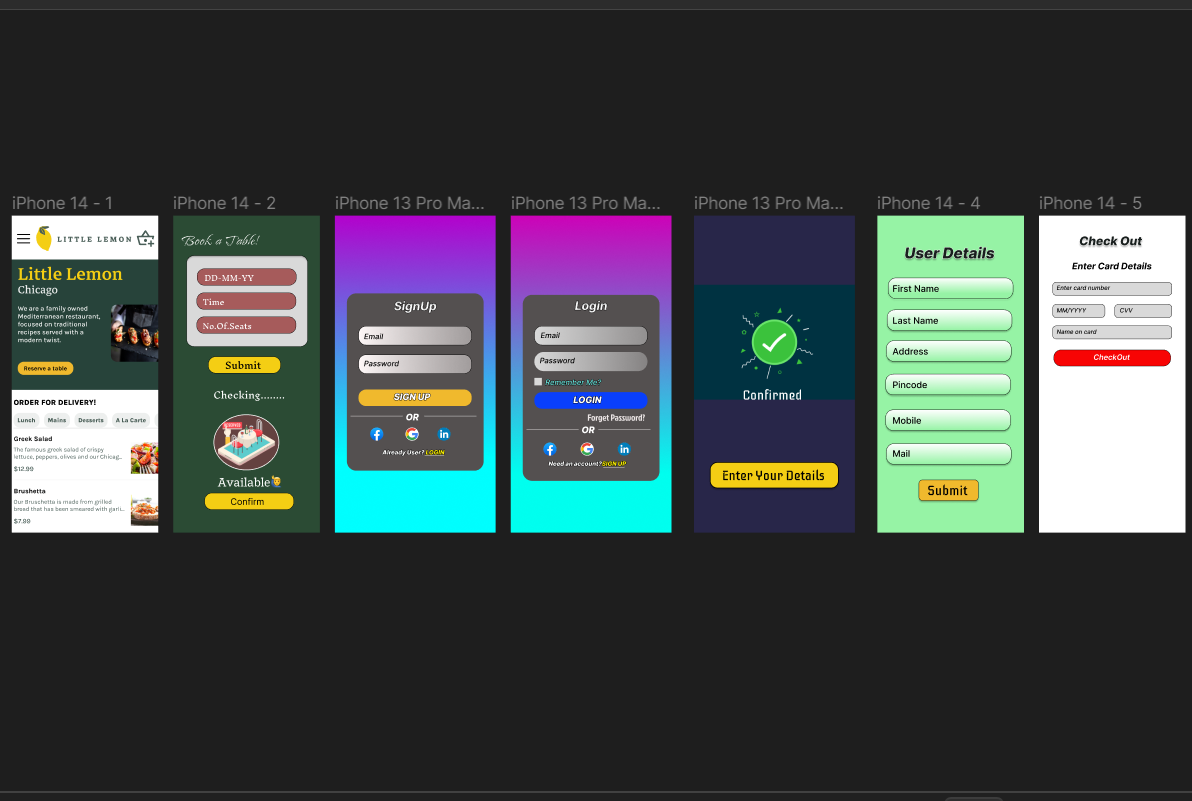 iPhone 14 - 1
LITTLE LEMON
Little Lemon
Chicago
We are a family owned
Mediterranean restaurant,
focused on traditional
recipes served with a
modern twist.
Reserve a table
ORDER FOR DELIVERY!
Lunch Mains Desserts A La Carte
Greek Salad
The famous greek salad of crispy
lettuce, peppers, olives and our Chicag...
$12.99
Brushetta
Our Bruschetta is made from grilled
bread that has been smeared with garli...
$7.99
iPhone 14 - 2
Book a Table!
DD-MM-YY
Time
No.Of.Seats
Submit
Checking........
Available
Confirm
iPhone 13 Pro Ma...
SignUp
Email
Password
SIGN UP
OR
Already User? LOGIN
iPhone 13 Pro Ma...
Login
Email
Password
Remember Me?
LOGIN
Forget Password?
OR
Need an account?SIGN UP
iPhone 13 Pro Ma...
Confirmed
Enter Your Details
iPhone 14 - 4
User Details
First Name
Last Name
Address
Pincode
Mobile
Mail
Submit
iPhone 14 - 5
Check Out
Enter Card Details
Enter card number
MM/YYYY CVV
Name on card
CheckOut